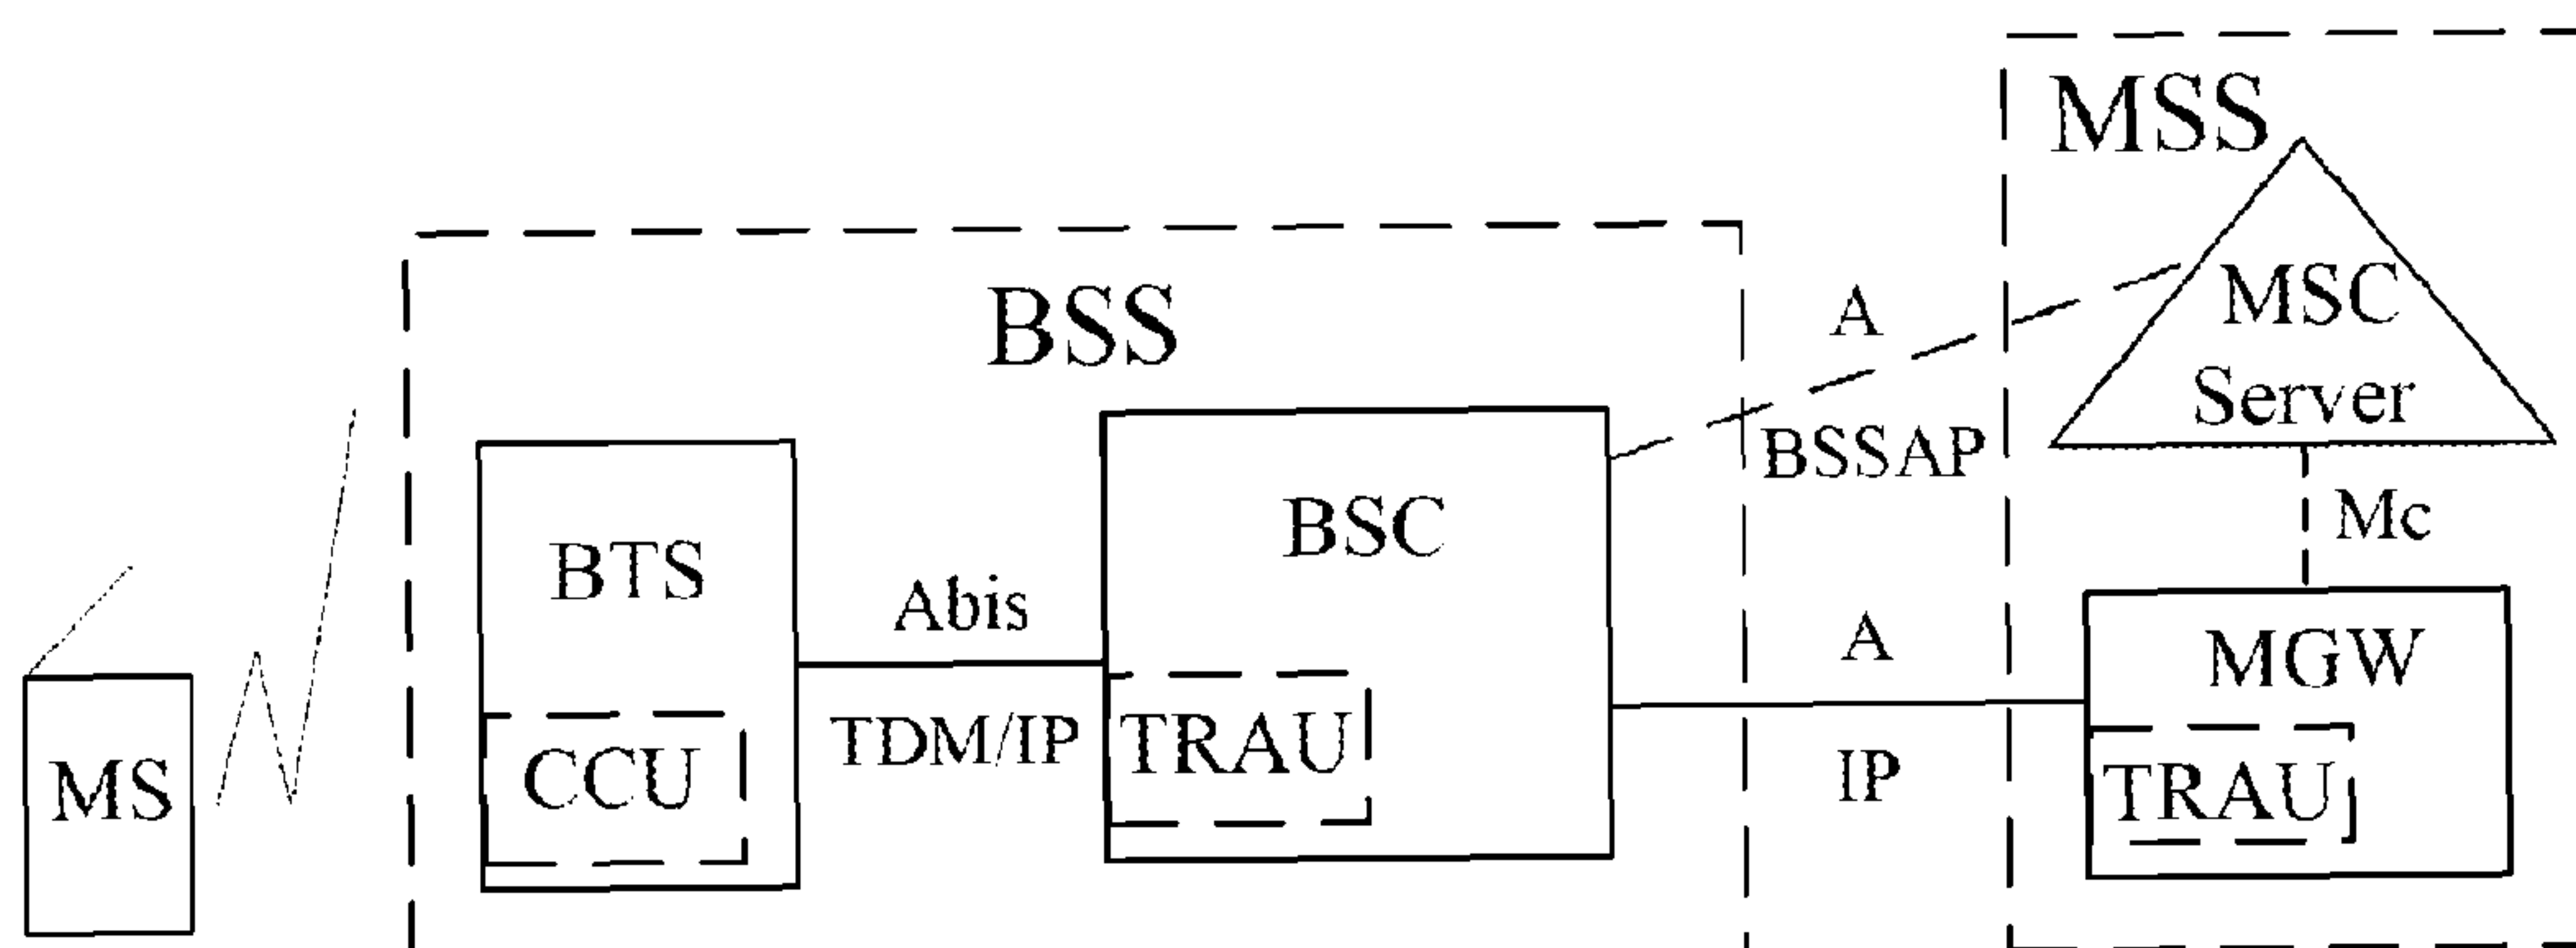 MSS
MSC
Server
BSS
A
BSSAP
Mc
BTS
BSC
Abis
TDM/IP
A
IP
MGW
CCU
TRAU
TRAU
MS